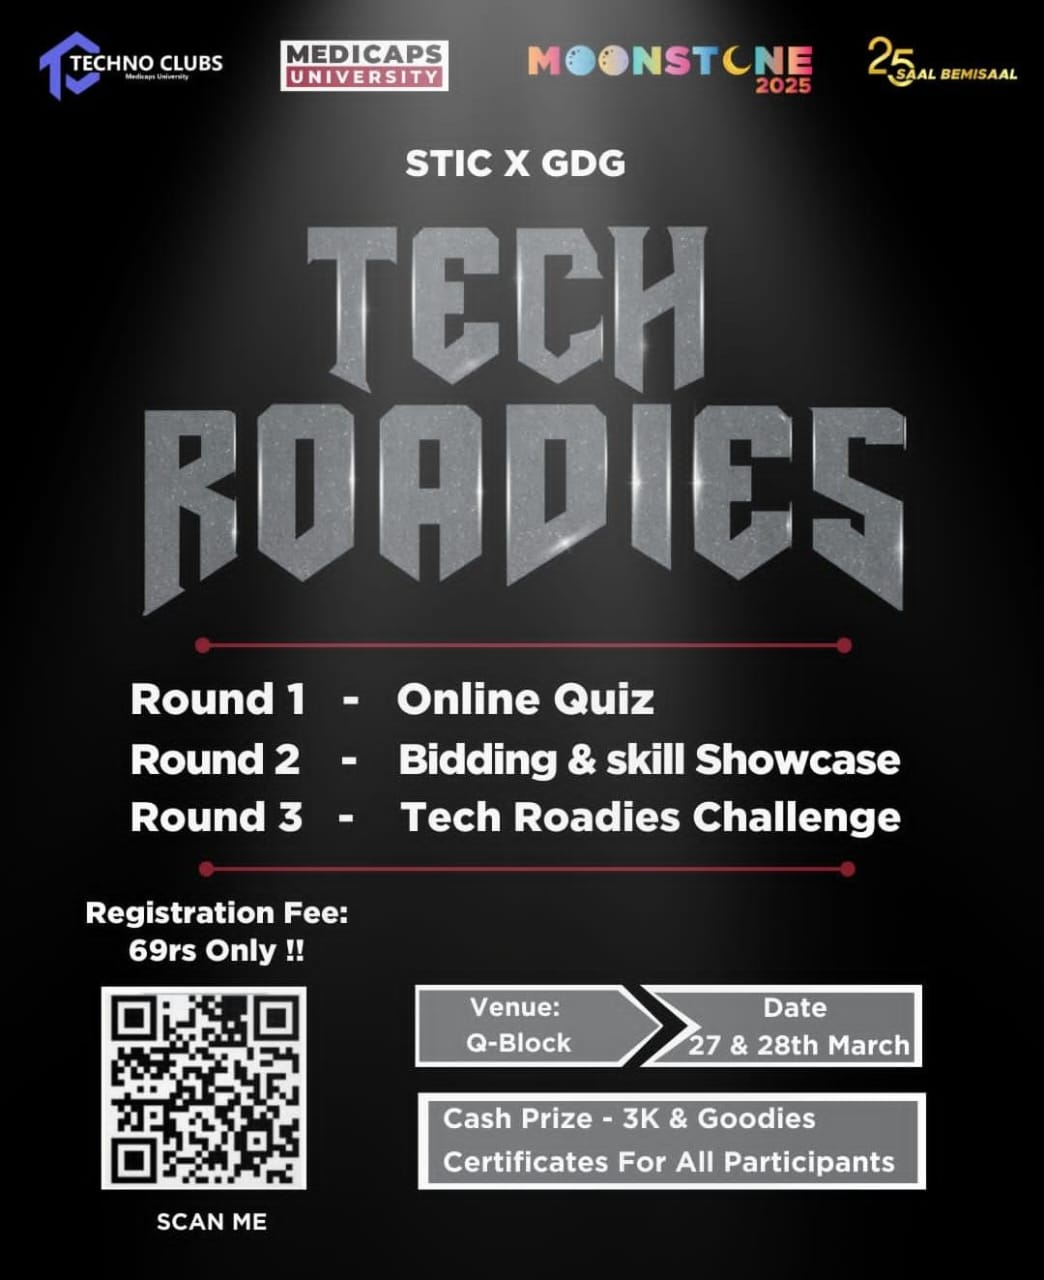 TECHNO CLUBS
Medicaps University
MEDICAPS
UNIVERSITY
MOONSTONE
2025
25
SAAL BEMISAAL
STIC X GDG
TECH
ROADIES
Round 1 - Online Quiz
Round 2 - Bidding & skill Showcase
Round 3 - Tech Roadies Challenge
Registration Fee:
69rs Only !!
SCAN ME
Venue:
Q-Block
Date
27 & 28th March
Cash Prize - 3K & Goodies
Certificates For All Participants